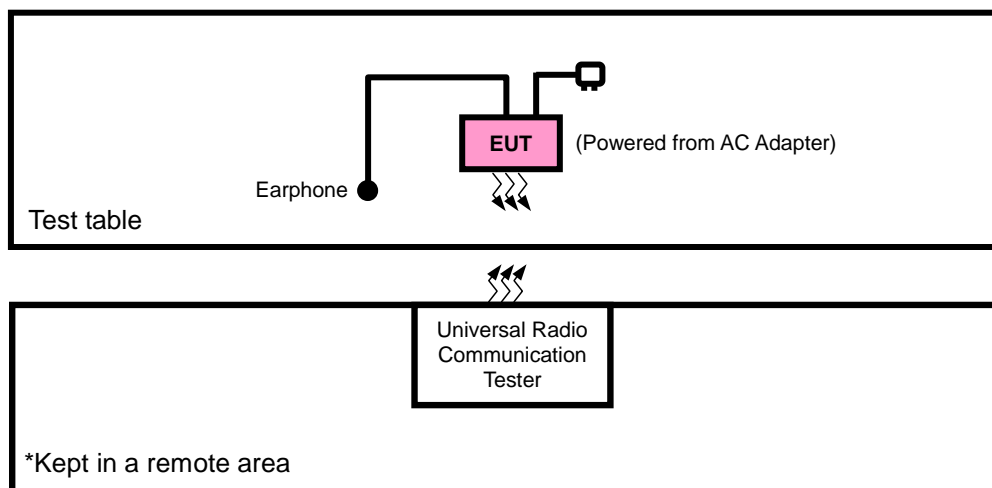 EUT
(Powered from AC Adapter)
Earphone
Test table
Universal Radio
Communication
Tester
*Kept in a remote area